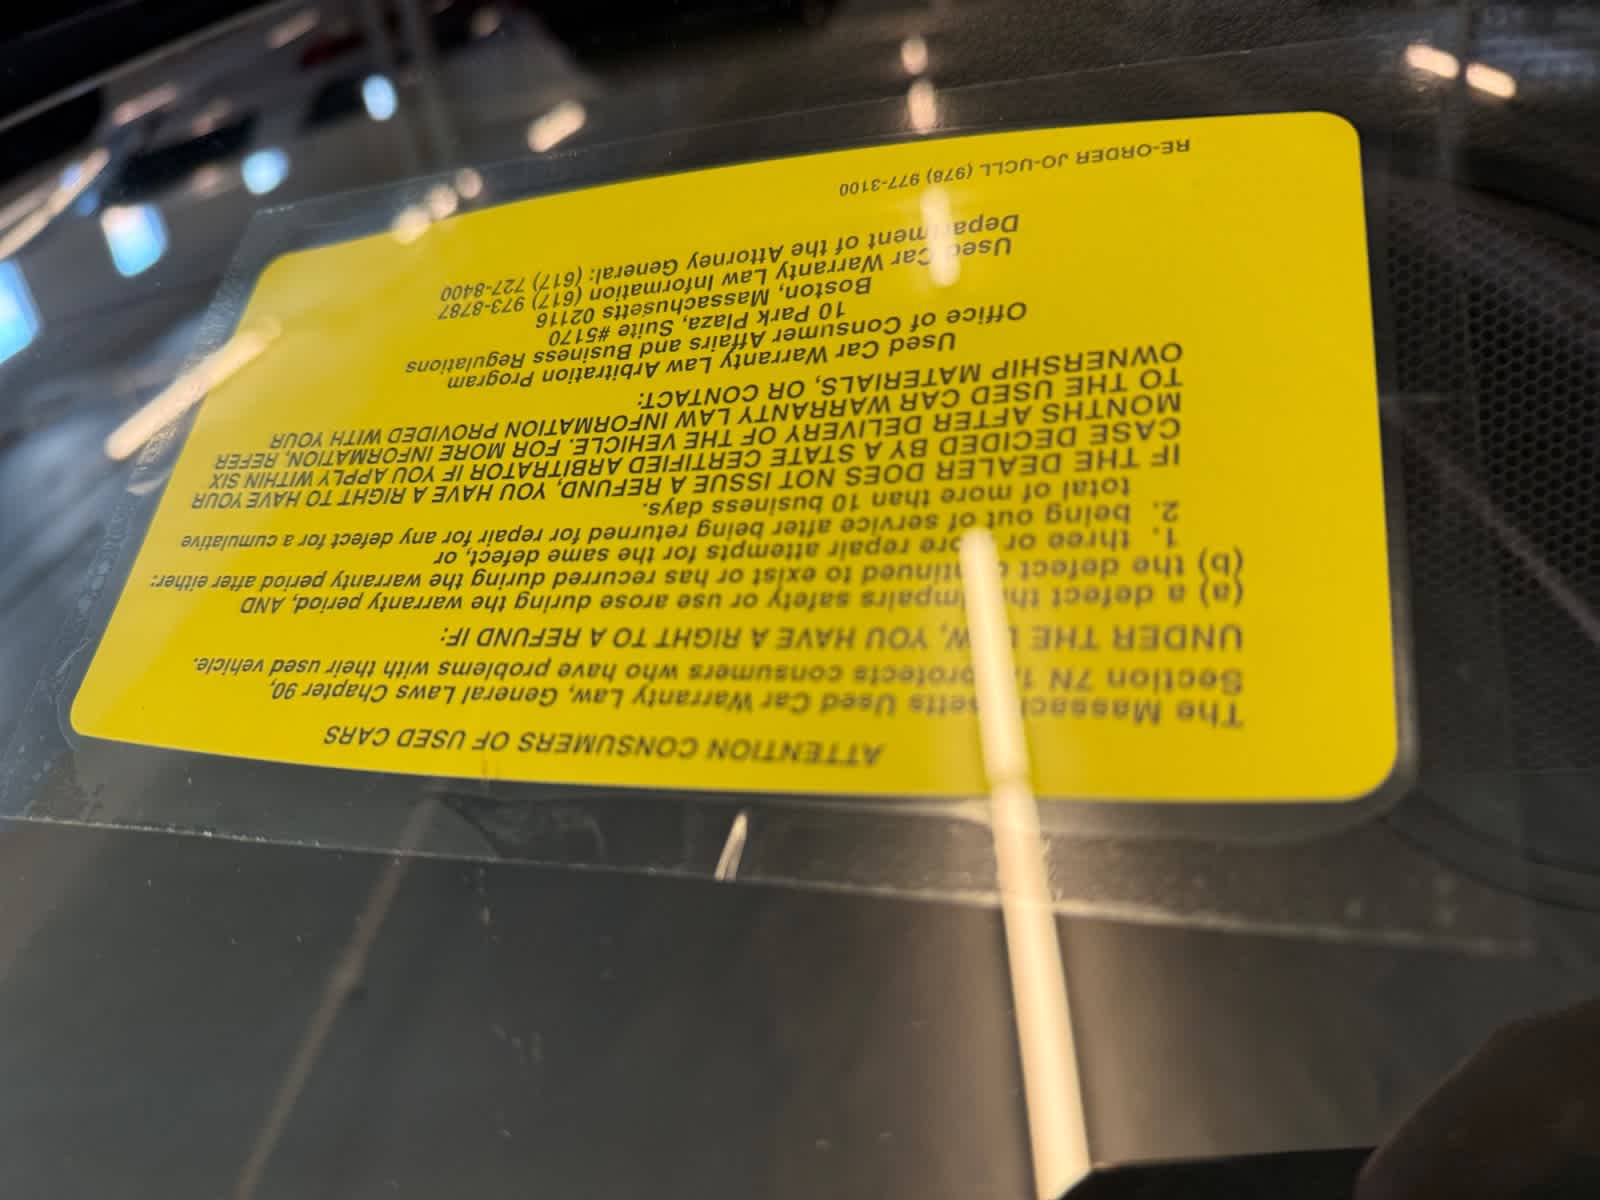 ATTENTION CONSUMERS OF USED CARS
The Massachusetts Used Car Warranty Law, General Laws Chapter 90,
Section 7N protects consumers who have problems with their used vehicle.
UNDER THE LAW, YOU HAVE A RIGHT TO A REFUND IF:
(a) a defect that impairs safety or use arose during the warranty period, AND
(b) the defect continued to exist or has recurred during the warranty period after either:
1. three or more repair attempts for the same defect, or
2. being out of service after being returned for repair for any defect for a cumulative
total of more than 10 business days.
IF THE DEALER DOES NOT ISSUE A REFUND, YOU HAVE A RIGHT TO HAVE YOUR
CASE DECIDED BY A STATE CERTIFIED ARBITRATOR IF YOU APPLY WITHIN SIX
MONTHS AFTER DELIVERY OF THE VEHICLE. FOR MORE INFORMATION, REFER
TO THE USED CAR WARRANTY LAW INFORMATION PROVIDED WITH YOUR
OWNERSHIP MATERIALS, OR CONTACT:
Used Car Warranty Law Arbitration Program
Office of Consumer Affairs and Business Regulations
10 Park Plaza, Suite #5170
Boston, Massachusetts 02116
Used Car Warranty Law Information (617) 973-8787
Department of the Attorney General: (617) 727-8400
RE-ORDER JO-UCLL (978) 977-3100